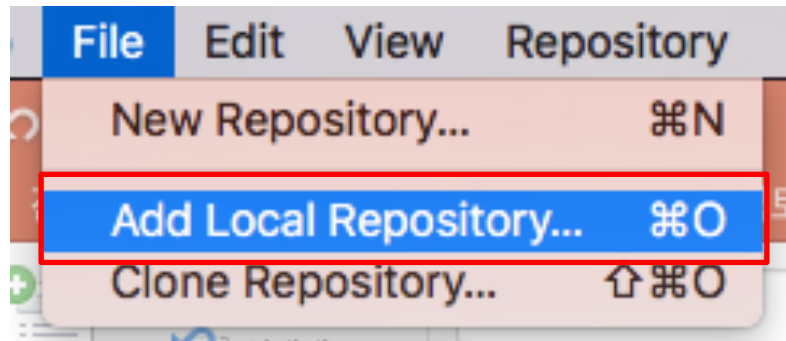 File Edit View Repository
New Repository... ⌘N
Add Local Repository... ⌘O
Clone Repository... ⇧⌘O